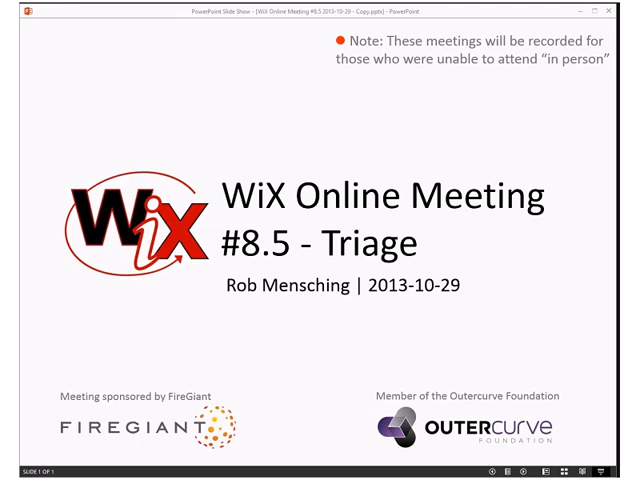 PowerPoint Slide Show - [WiX Online Meeting #8.5 2013-10-29 - Copy.pptx] - PowerPoint
Note: These meetings will be recorded for
those who were unable to attend “in person”
WiX
WiX Online Meeting
#8.5 - Triage
Rob Mensching | 2013-10-29
Meeting sponsored by FireGiant
FIREGIANT
Member of the Outercurve Foundation
OUTERCURVE
FOUNDATION
SLIDE 1 OF 1